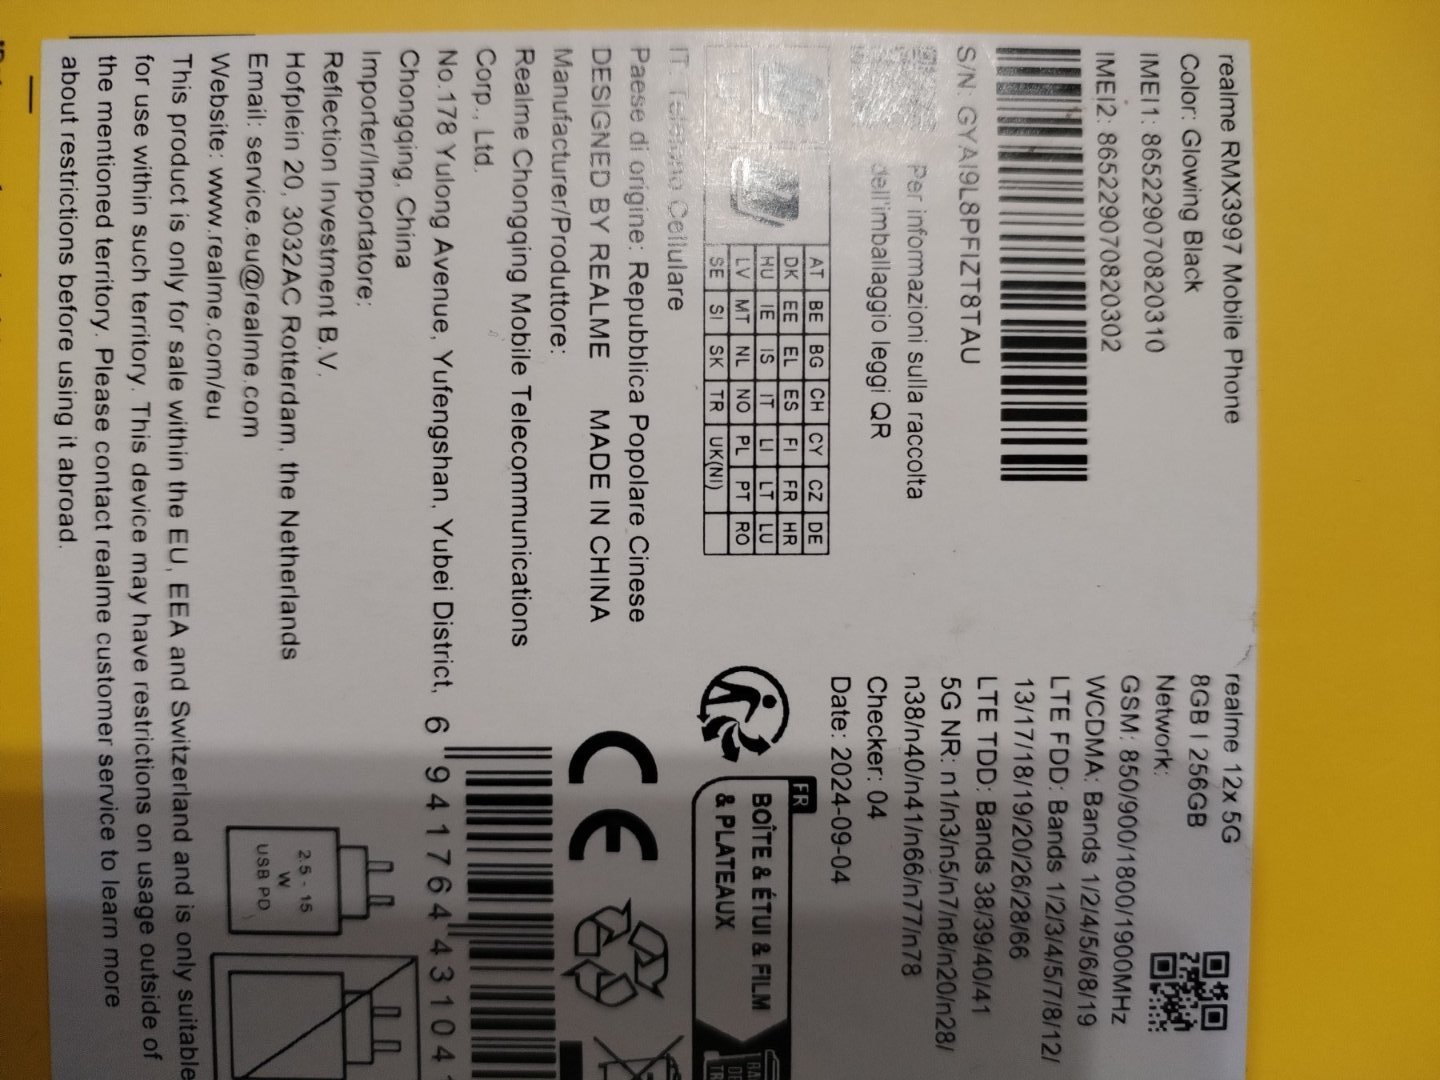 realme RMX3997 Mobile Phone
Color: Glowing Black
IMEI1: 865229070820310
IMEI2: 865229070820302
S/N: GYAI9L8PFIZT8TAU
Per informazioni sulla raccolta
dell'imballaggio leggi QR
AT BE BG CH CY CZ DE
DK EE EL ES FI FR HR
HU IE IS IT LI LT LU
LV MT NL NO PL PT RO
SE SI SK TR UK(NI)
IT: Telefono Cellulare
Paese di origine: Repubblica Popolare Cinese
DESIGNED BY REALME MADE IN CHINA
Manufacturer/Produttore:
Realme Chongqing Mobile Telecommunications
Corp., Ltd.
No.178 Yulong Avenue, Yufengshan, Yubei District,
Chongqing, China
Importer/Importatore:
Reflection Investment B.V.
Hofplein 20, 3032AC Rotterdam, the Netherlands
Email: service.eu@realme.com
Website: www.realme.com/eu
This product is only for sale within the EU, EEA and Switzerland and is only suitable
for use within such territory. This device may have restrictions on usage outside of
the mentioned territory. Please contact realme customer service to learn more
about restrictions before using it abroad.
realme 12x 5G
8GB | 256GB
Network:
GSM: 850/900/1800/1900MHz
WCDMA: Bands 1/2/4/5/6/8/19
LTE FDD: Bands 1/2/3/4/5/7/8/12/
13/17/18/19/20/26/28/66
LTE TDD: Bands 38/39/40/41
5G NR: n1/n3/n5/n7/n8/n20/n28/
n38/n40/n41/n66/n77/n78
Checker: 04
Date: 2024-09-04
FR
BOÎTE & ÉTUI & FILM
& PLATEAUX
CE
6 941764 43104
2.5 - 15
W
USB PD